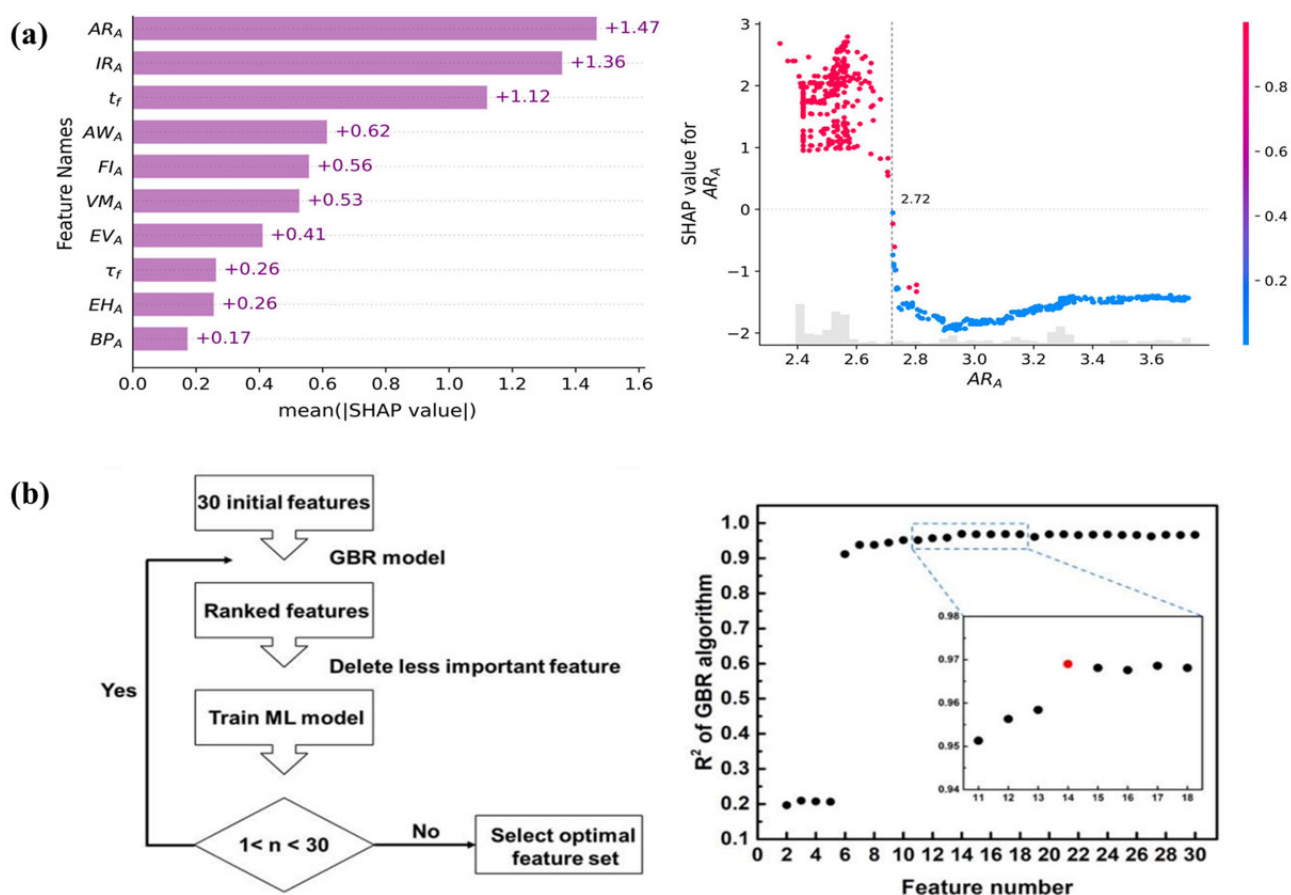 (a)
Feature Names
AR_A
IR_A
t_f
AW_A
FI_A
VM_A
EV_A
τ_f
EH_A
BP_A
+1.47
+1.36
+1.12
+0.62
+0.56
+0.53
+0.41
+0.26
+0.26
+0.17
0.0 0.2 0.4 0.6 0.8 1.0 1.2 1.4 1.6
mean(|SHAP value|)
SHAP value for
AR_A
3
2
1
0
−1
−2
2.72
2.4 2.6 2.8 3.0 3.2 3.4 3.6
AR_A
- 0.8
- 0.6
- 0.4
- 0.2
(b)
30 initial features
GBR model
Ranked features
Delete less important feature
Yes
Train ML model
1< n < 30
No
Select optimal
feature set
R² of GBR algorithm
1.0
0.9
0.8
0.7
0.6
0.5
0.4
0.3
0.2
0.1
0 2 4 6 8 10 12 14 16 18 20 22 24 26 28 30
Feature number
0.98
0.97
0.96
0.95
0.94
11 12 13 14 15 16 17 18